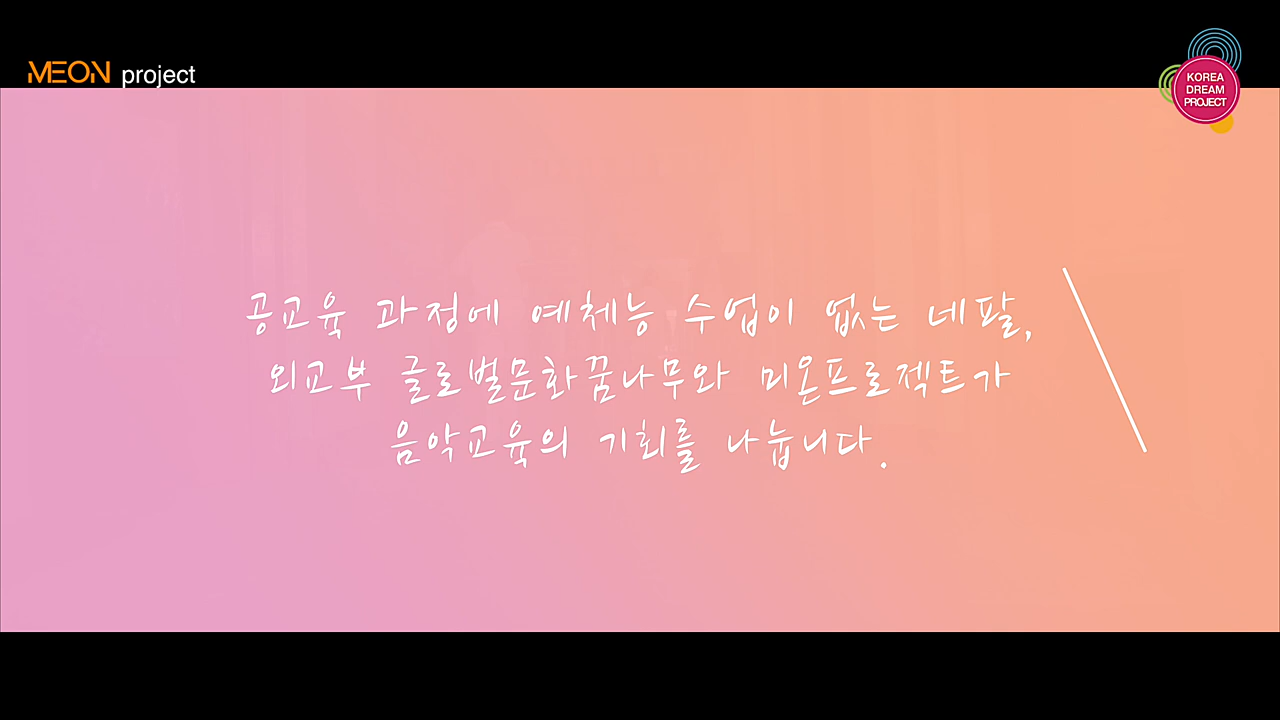 MEON project
KOREA
DREAM
PROJECT
공교육 과정에 예체능 수업이 없는 네팔,
외교부 글로벌문화꿈나무와 미온프로젝트가
음악교육의 기회를 나눕니다.